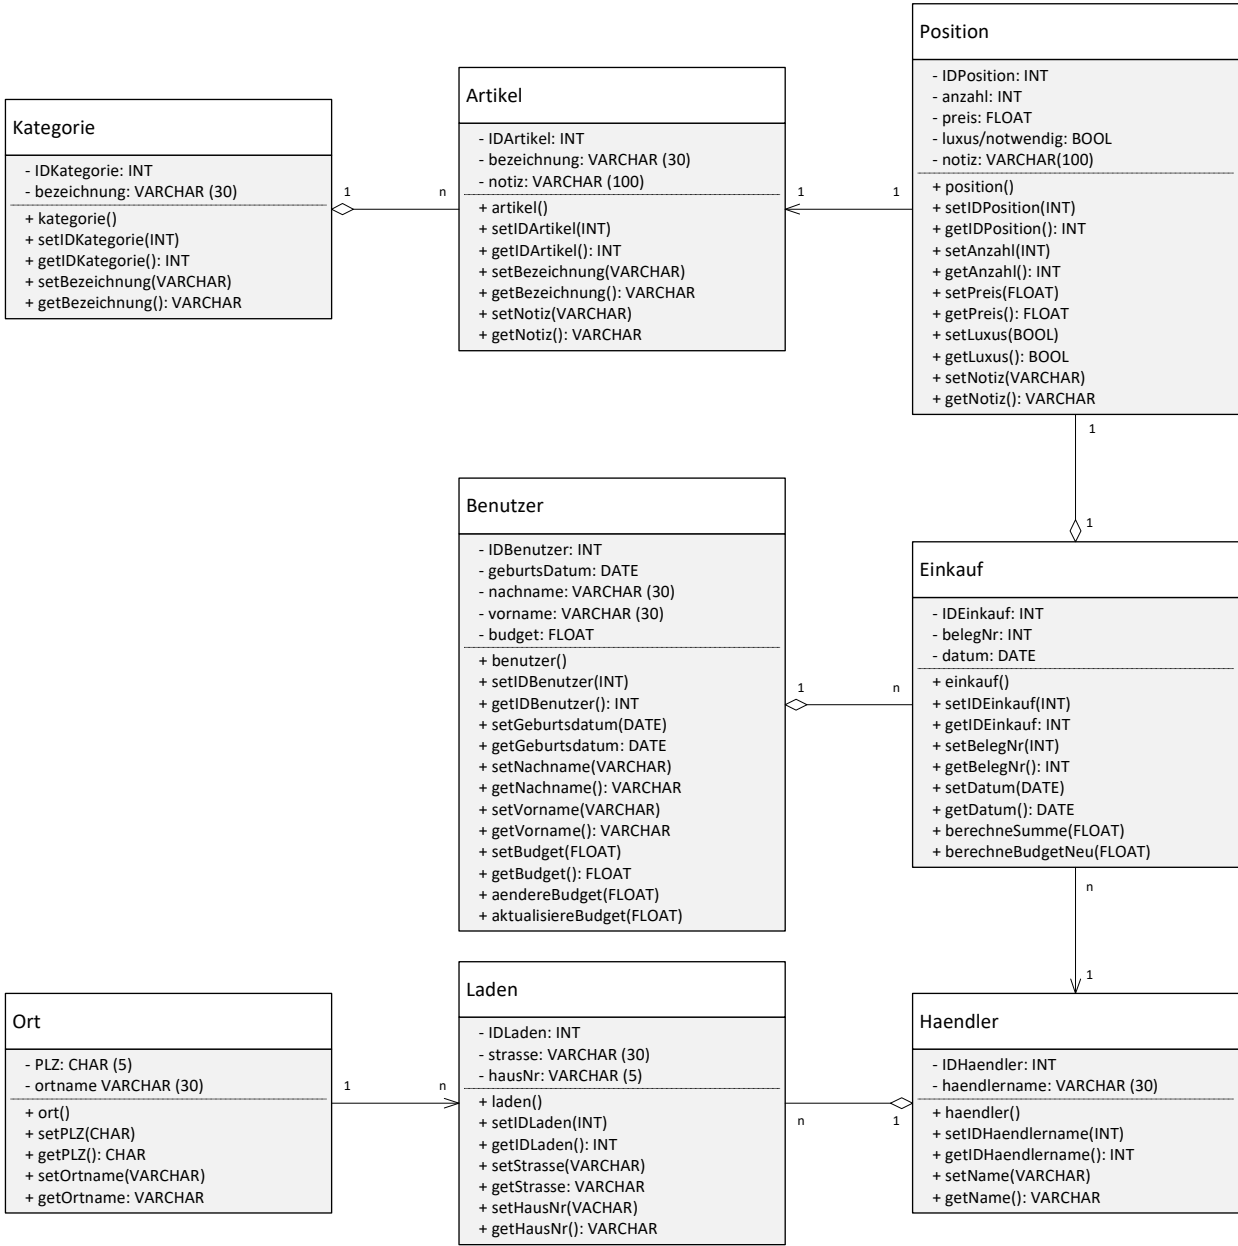 Position
- IDPosition: INT
- anzahl: INT
- preis: FLOAT
- luxus/notwendig: BOOL
- notiz: VARCHAR(100)
+ position()
+ setIDPosition(INT)
+ getIDPosition(): INT
+ setAnzahl(INT)
+ getAnzahl(): INT
+ setPreis(FLOAT)
+ getPreis(): FLOAT
+ setLuxus(BOOL)
+ getLuxus(): BOOL
+ setNotiz(VARCHAR)
+ getNotiz(): VARCHAR
Artikel
- IDArtikel: INT
- bezeichnung: VARCHAR (30)
- notiz: VARCHAR (100)
+ artikel()
+ setIDArtikel(INT)
+ getIDArtikel(): INT
+ setBezeichnung(VARCHAR)
+ getBezeichnung(): VARCHAR
+ setNotiz(VARCHAR)
+ getNotiz(): VARCHAR
Kategorie
- IDKategorie: INT
- bezeichnung: VARCHAR (30)
+ kategorie()
+ setIDKategorie(INT)
+ getIDKategorie(): INT
+ setBezeichnung(VARCHAR)
+ getBezeichnung(): VARCHAR
1
n
1
1
1
1
Benutzer
- IDBenutzer: INT
- geburtsDatum: DATE
- nachname: VARCHAR (30)
- vorname: VARCHAR (30)
- budget: FLOAT
+ benutzer()
+ setIDBenutzer(INT)
+ getIDBenutzer(): INT
+ setGeburtsdatum(DATE)
+ getGeburtsdatum: DATE
+ setNachname(VARCHAR)
+ getNachname(): VARCHAR
+ setVorname(VARCHAR)
+ getVorname(): VARCHAR
+ setBudget(FLOAT)
+ getBudget(): FLOAT
+ aendereBudget(FLOAT)
+ aktualisiereBudget(FLOAT)
1
n
Einkauf
- IDEinkauf: INT
- belegNr: INT
- datum: DATE
+ einkauf()
+ setIDEinkauf(INT)
+ getIDEinkauf: INT
+ setBelegNr(INT)
+ getBelegNr(): INT
+ setDatum(DATE)
+ getDatum(): DATE
+ berechneSumme(FLOAT)
+ berechneBudgetNeu(FLOAT)
n
1
Ort
- PLZ: CHAR (5)
- ortname VARCHAR (30)
+ ort()
+ setPLZ(CHAR)
+ getPLZ(): CHAR
+ setOrtname(VARCHAR)
+ getOrtname: VARCHAR
1
n
Laden
- IDLaden: INT
- strasse: VARCHAR (30)
- hausNr: VARCHAR (5)
+ laden()
+ setIDLaden(INT)
+ getIDLaden(): INT
+ setStrasse(VARCHAR)
+ getStrasse: VARCHAR
+ setHausNr(VACHAR)
+ getHausNr(): VARCHAR
n
1
Haendler
- IDHaendler: INT
- haendlername: VARCHAR (30)
+ haendler()
+ setIDHaendlername(INT)
+ getIDHaendlername(): INT
+ setName(VARCHAR)
+ getName(): VARCHAR